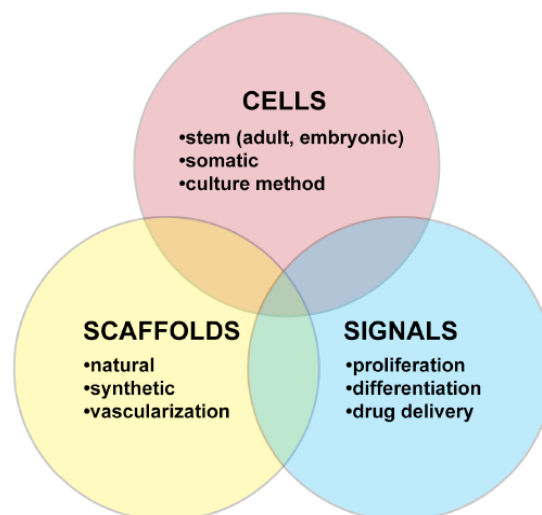 CELLS
•stem (adult, embryonic)
•somatic
•culture method
SCAFFOLDS
•natural
•synthetic
•vascularization
SIGNALS
•proliferation
•differentiation
•drug delivery